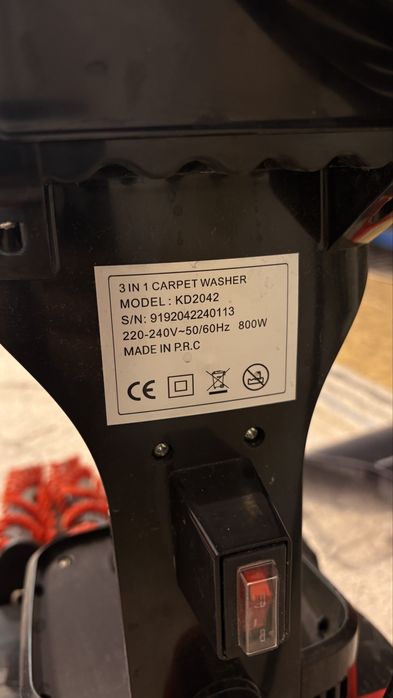 3 IN 1 CARPET WASHER
MODEL : KD2042
S/N: 9192042240113
220-240V~50/60Hz 800W
MADE IN P.R.C
CE